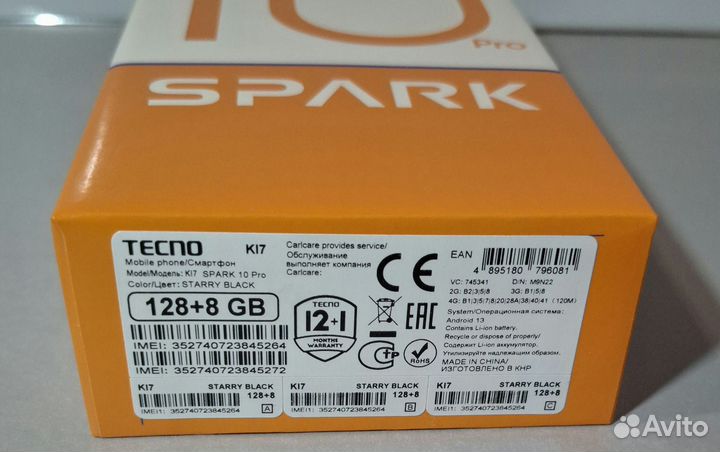 10
Pro
SPARK
TECNO KI7
Mobile phone/Смартфон
Model/Модель: KI7 SPARK 10 Pro
Color/Цвет: STARRY BLACK
128+8 GB
IMEI: 352740723845264
IMEI: 352740723845272
Carlcare provides service/
Обслуживание
выполняет компания
Carlcare:
TECNO
12+1
MONTHS
WARRANTY
CE
EAC
RoHS
EAN
4 895180 796081
VC: 745341 D/N: M9N22
2G: B2|3|5|8 3G: B1|5|8
4G: B1|3|5|7|8|20|28A|38|40|41 (120M)
System/Операционная система:
Android 13
Contains Li-ion battery.
Recycle or dispose of properly/
Содержит Li-ion аккумулятор.
Утилизируйте надлежащим образом.
MADE IN CHINA/
ИЗГОТОВЛЕНО В КНР
KI7 STARRY BLACK
128+8
IMEI1: 352740723845264 A
KI7 STARRY BLACK
128+8
IMEI1: 352740723845264 B
KI7 STARRY BLACK
128+8
IMEI1: 352740723845264 C
Avito